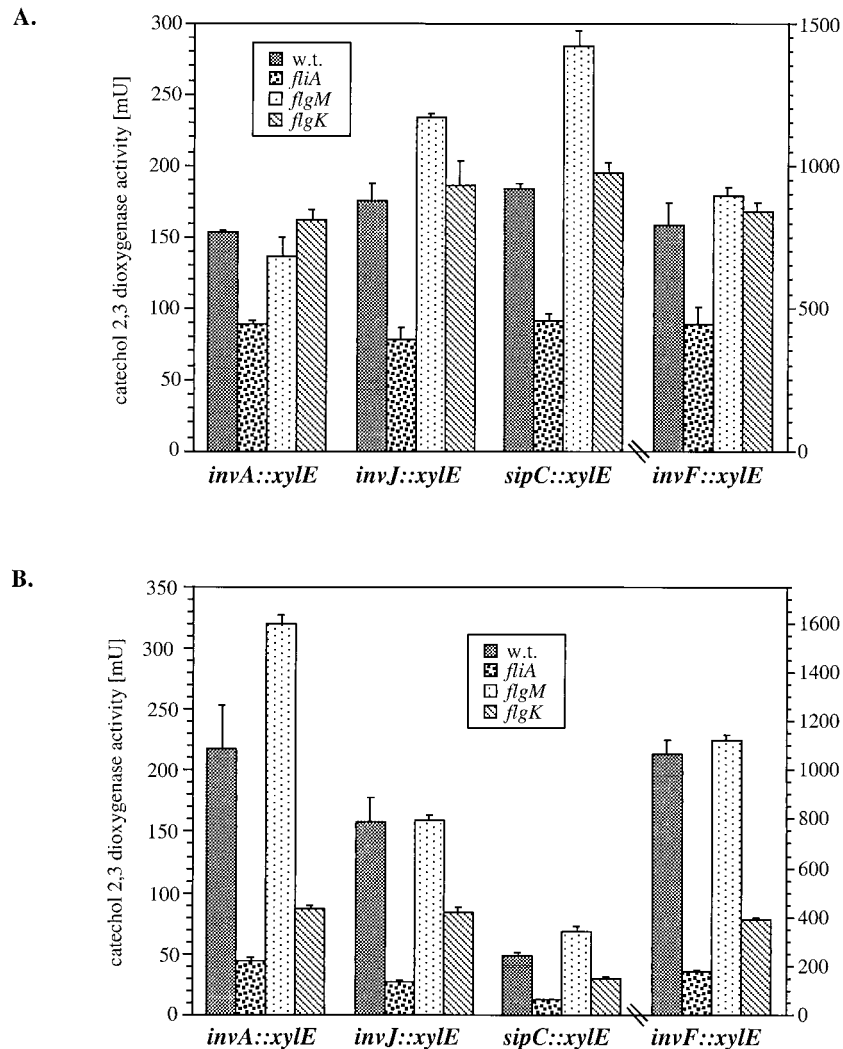 A.
300
250
200
150
100
50
0
catechol 2,3 dioxygenase activity [mU]
w.t.
fliA
flgM
flgK
1500
1000
500
0
invA::xylE invJ::xylE sipC::xylE invF::xylE
B.
350
300
250
200
150
100
50
0
catechol 2,3 dioxygenase activity [mU]
w.t.
fliA
flgM
flgK
1600
1400
1200
1000
800
600
400
200
0
invA::xylE invJ::xylE sipC::xylE invF::xylE